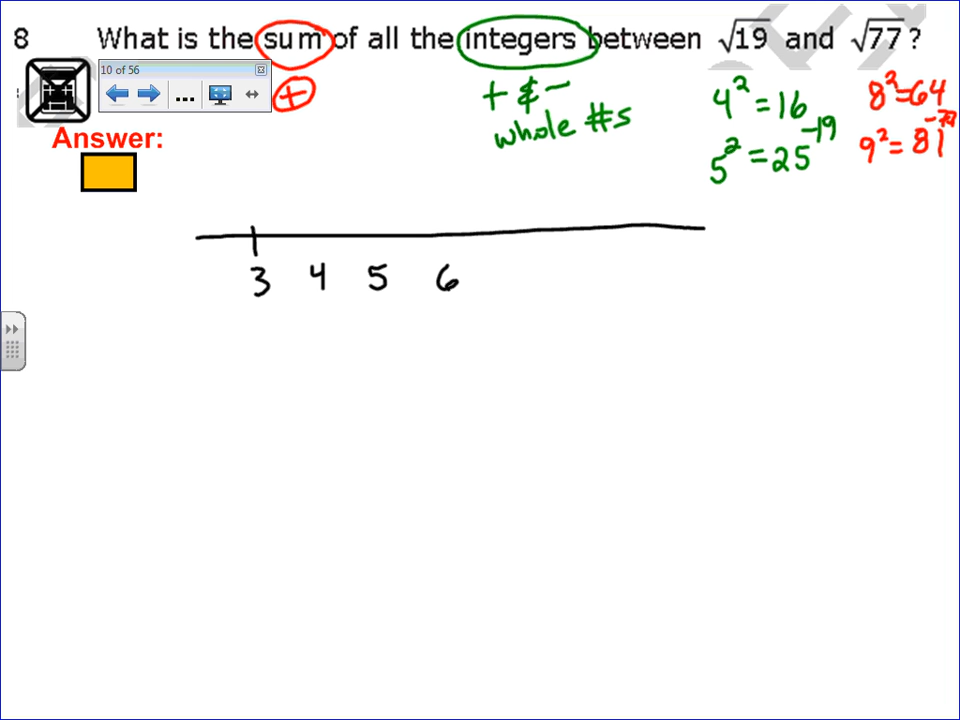 8 What is the sum of all the integers between √19 and √77?
10 of 56
+
+ & -
whole #s
4² = 16
-19
5² = 25
8² = 64
-77
9² = 81
Answer:
3 4 5 6